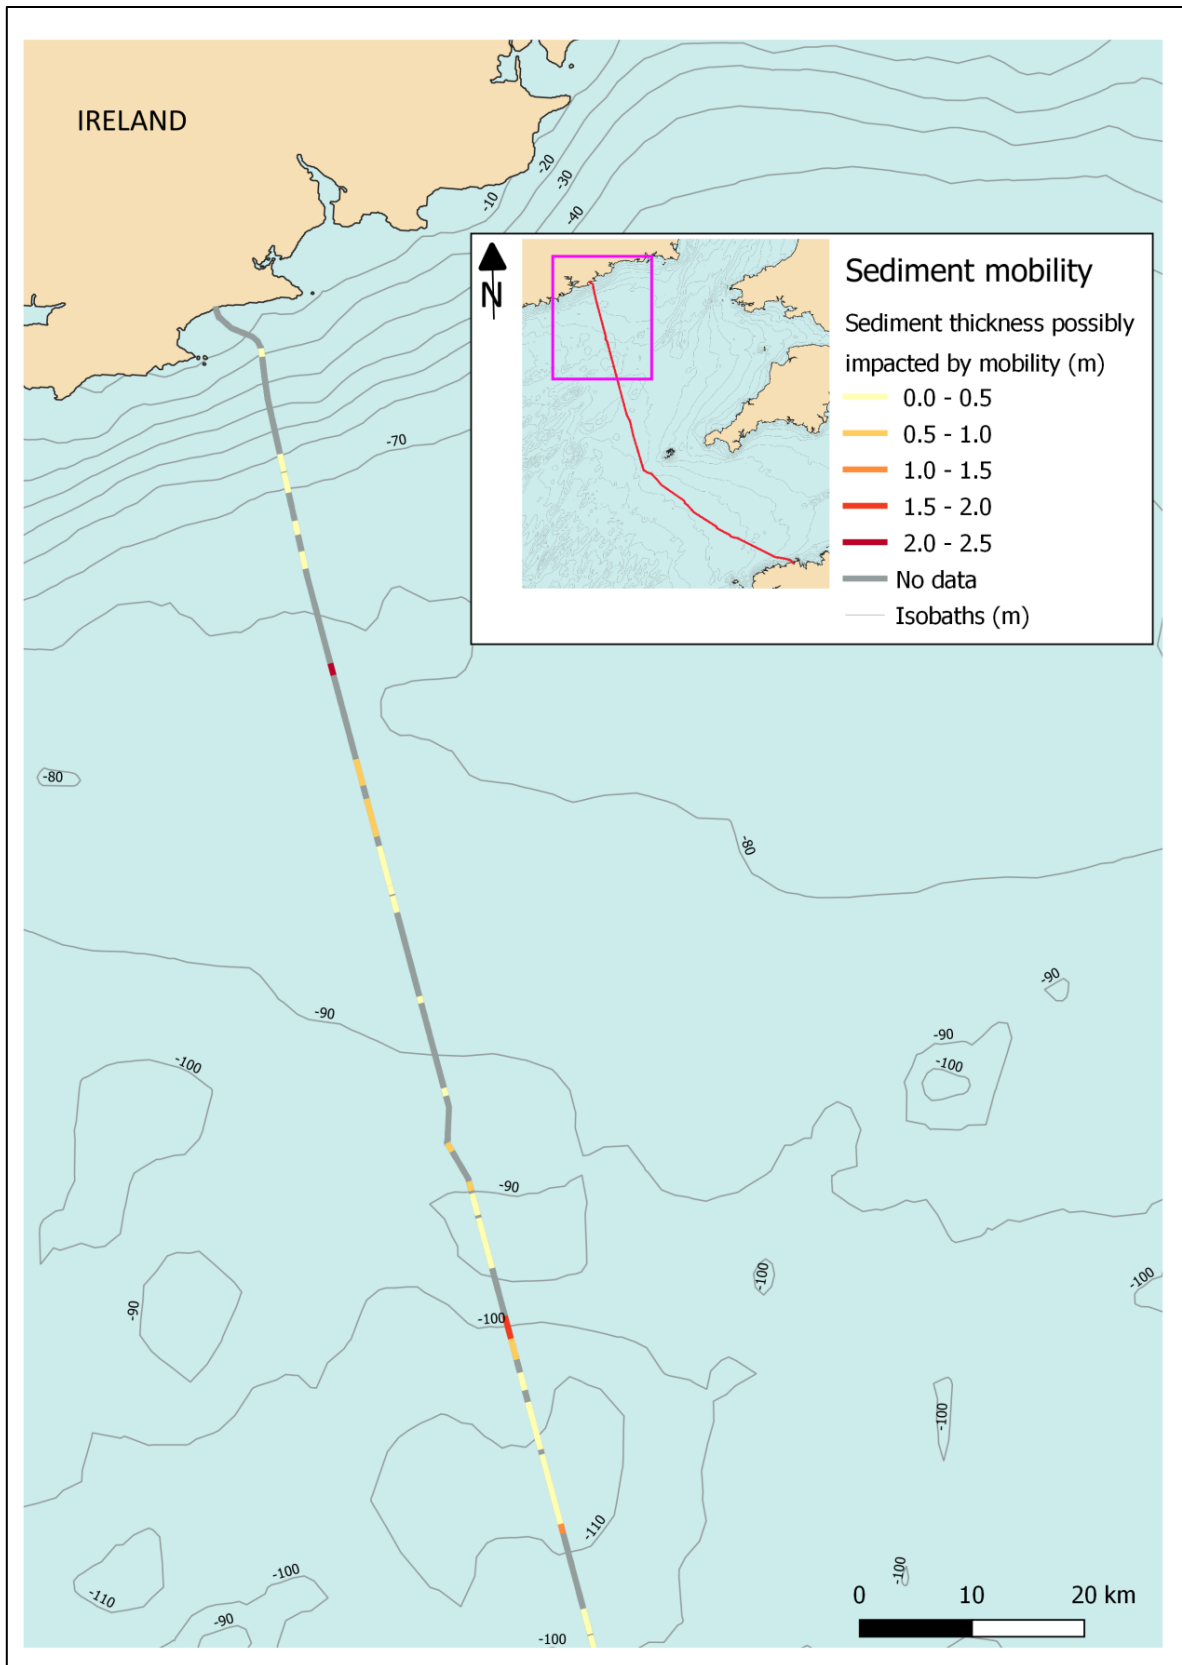 IRELAND
-20
-30
-10
-40
N
Sediment mobility
Sediment thickness possibly
impacted by mobility (m)
0.0 - 0.5
0.5 - 1.0
1.0 - 1.5
1.5 - 2.0
2.0 - 2.5
No data
Isobaths (m)
-70
-80
-80
-90
-90
-90
-100
-100
-90
-100
-100
-90
-100
-100
-110
-100
-100
-110
-90
-100
0 10 20 km